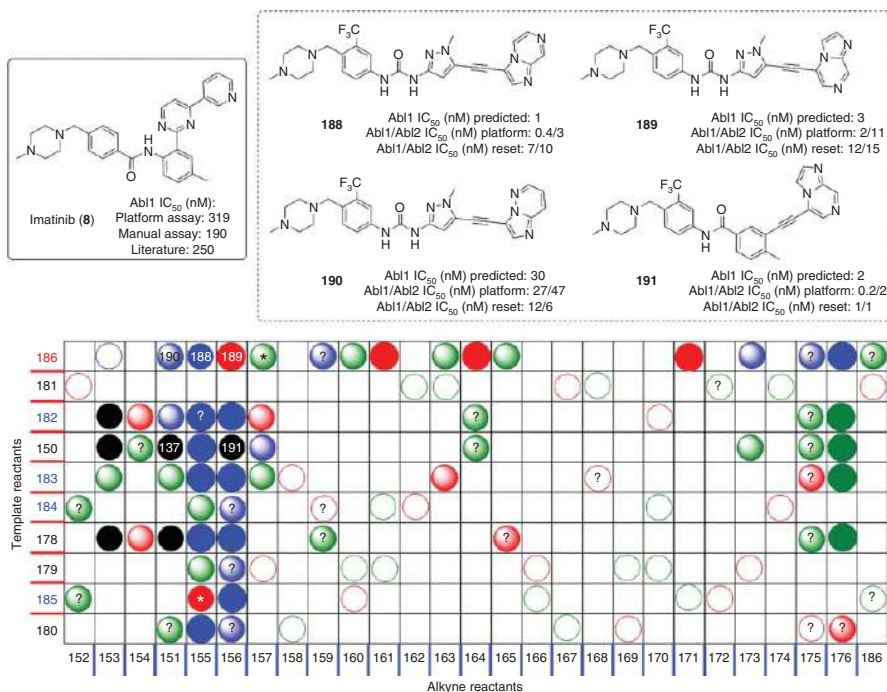 F₃C
O
N
N
N
H
N
H
N
N
N
N
188
Abl1 IC₅₀ (nM) predicted: 1
Abl1/Abl2 IC₅₀ (nM) platform: 0.4/3
Abl1/Abl2 IC₅₀ (nM) reset: 7/10
F₃C
O
N
N
N
H
N
H
N
N
N
N
N
189
Abl1 IC₅₀ (nM) predicted: 3
Abl1/Abl2 IC₅₀ (nM) platform: 2/11
Abl1/Abl2 IC₅₀ (nM) reset: 12/15
N
N
N
N
N
H
N
O
Imatinib (8)
Abl1 IC₅₀ (nM):
Platform assay: 319
Manual assay: 190
Literature: 250
F₃C
O
N
N
N
H
N
H
N
N
N
N
N
190
Abl1 IC₅₀ (nM) predicted: 30
Abl1/Abl2 IC₅₀ (nM) platform: 27/47
Abl1/Abl2 IC₅₀ (nM) reset: 12/6
F₃C
N
N
N
H
O
N
N
N
191
Abl1 IC₅₀ (nM) predicted: 2
Abl1/Abl2 IC₅₀ (nM) platform: 0.2/2
Abl1/Abl2 IC₅₀ (nM) reset: 1/1
Template reactants
186 190 188 189 * ? ? ?
181 ?
182 ? ? ?
150 ? 137 191 ? ?
183 ? ?
184 ? ? ?
178 ? ? ?
179 ?
185 ? * ?
180 ? ? ? ?
152 153 154 151 155 156 157 158 159 160 161 162 163 164 165 166 167 168 169 170 171 172 173 174 175 176 186
Alkyne reactants